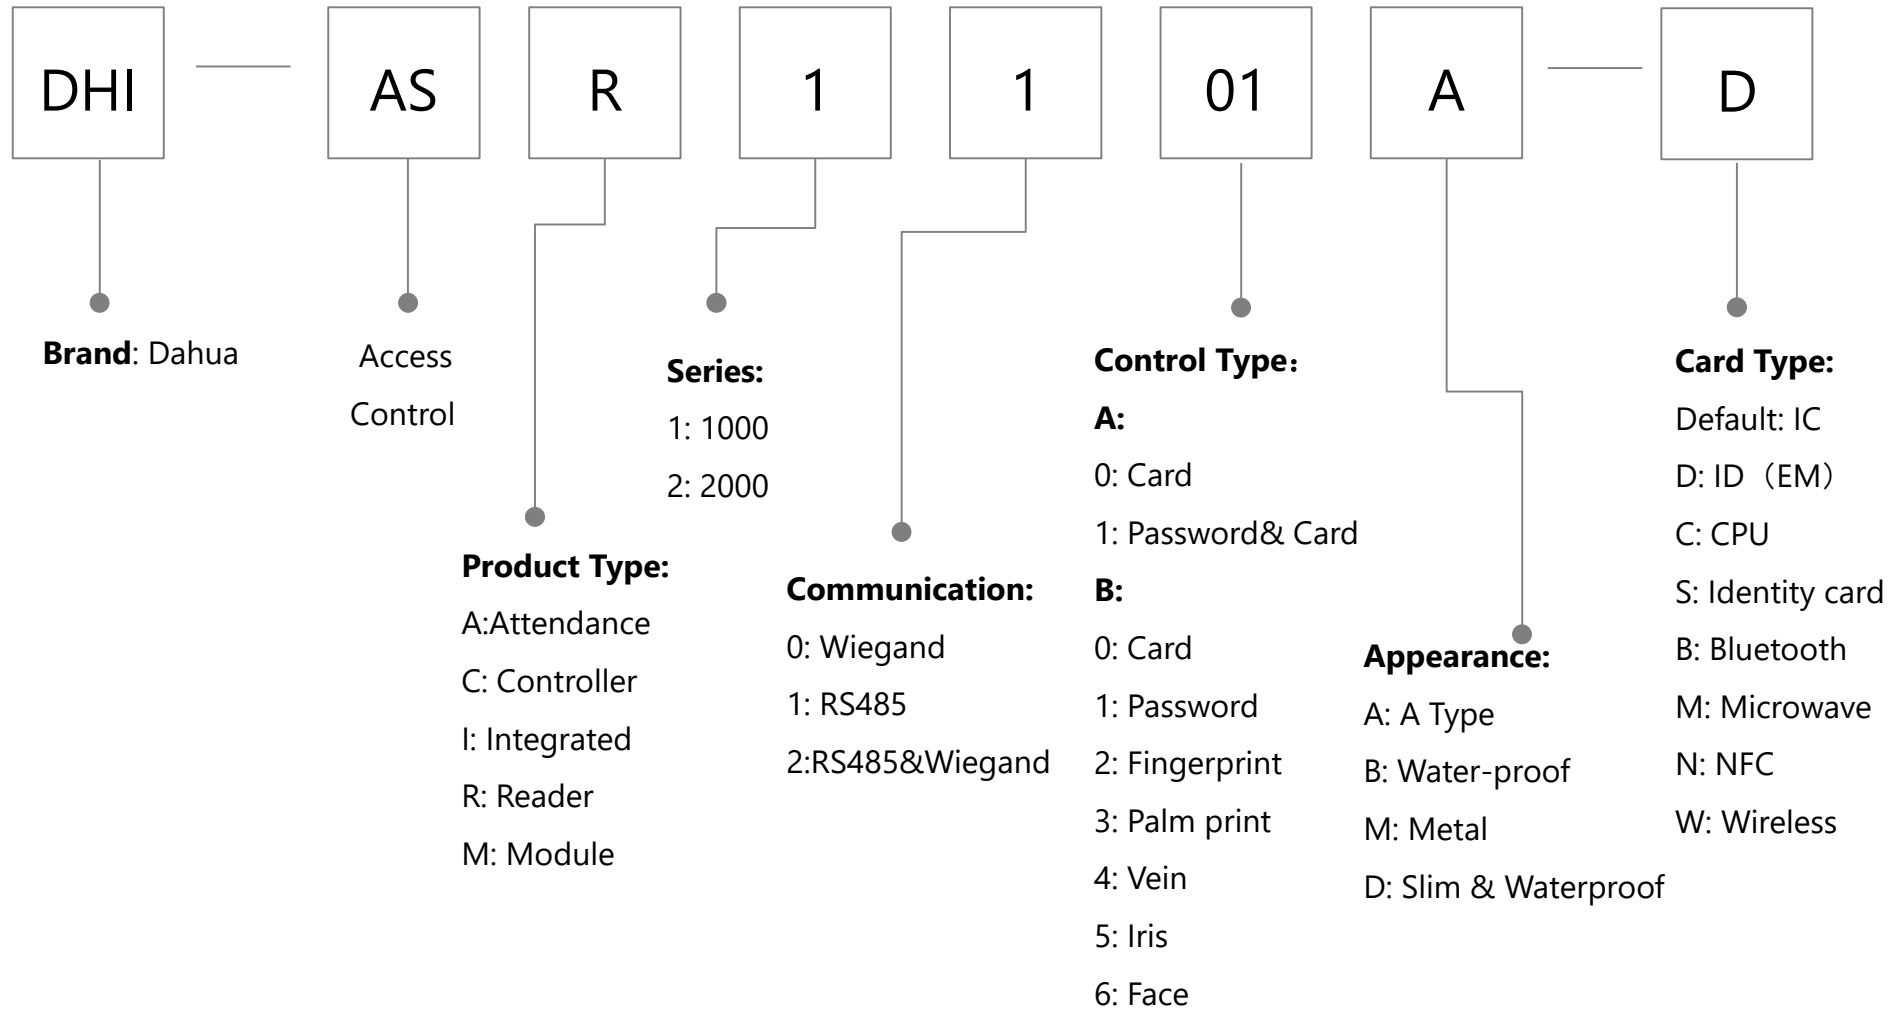 DHI AS R 1 1 01 A D
Brand: Dahua
Access
Control
Product Type:
A:Attendance
C: Controller
I: Integrated
R: Reader
M: Module
Series:
1: 1000
2: 2000
Communication:
0: Wiegand
1: RS485
2:RS485&Wiegand
Control Type：
A:
0: Card
1: Password& Card
B:
0: Card
1: Password
2: Fingerprint
3: Palm print
4: Vein
5: Iris
6: Face
Appearance:
A: A Type
B: Water-proof
M: Metal
D: Slim & Waterproof
Card Type:
Default: IC
D: ID（EM）
C: CPU
S: Identity card
B: Bluetooth
M: Microwave
N: NFC
W: Wireless